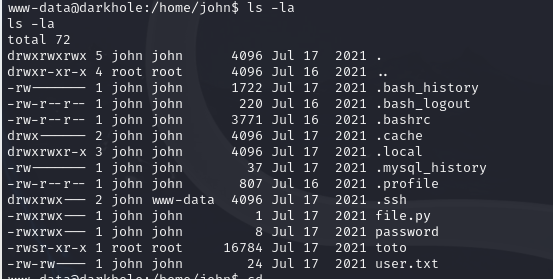 www-data@darkhole:/home/john$ ls -la
ls -la
total 72
drwxrwxrwx 5 john john      4096 Jul 17  2021 .
drwxr-xr-x 4 root root      4096 Jul 16  2021 ..
-rw------- 1 john john      1722 Jul 17  2021 .bash_history
-rw-r--r-- 1 john john       220 Jul 16  2021 .bash_logout
-rw-r--r-- 1 john john      3771 Jul 16  2021 .bashrc
drwx------ 2 john john      4096 Jul 17  2021 .cache
drwxrwxr-x 3 john john      4096 Jul 17  2021 .local
-rw------- 1 john john        37 Jul 17  2021 .mysql_history
-rw-r--r-- 1 john john       807 Jul 16  2021 .profile
drwxrwx--- 2 john www-data  4096 Jul 17  2021 .ssh
-rwxrwx--- 1 john john         1 Jul 17  2021 file.py
-rwxrwx--- 1 john john         8 Jul 17  2021 password
-rwsr-xr-x 1 root root     16784 Jul 17  2021 toto
-rw-rw---- 1 john john        24 Jul 17  2021 user.txt
www-data@darkhole:/home/john$ cd